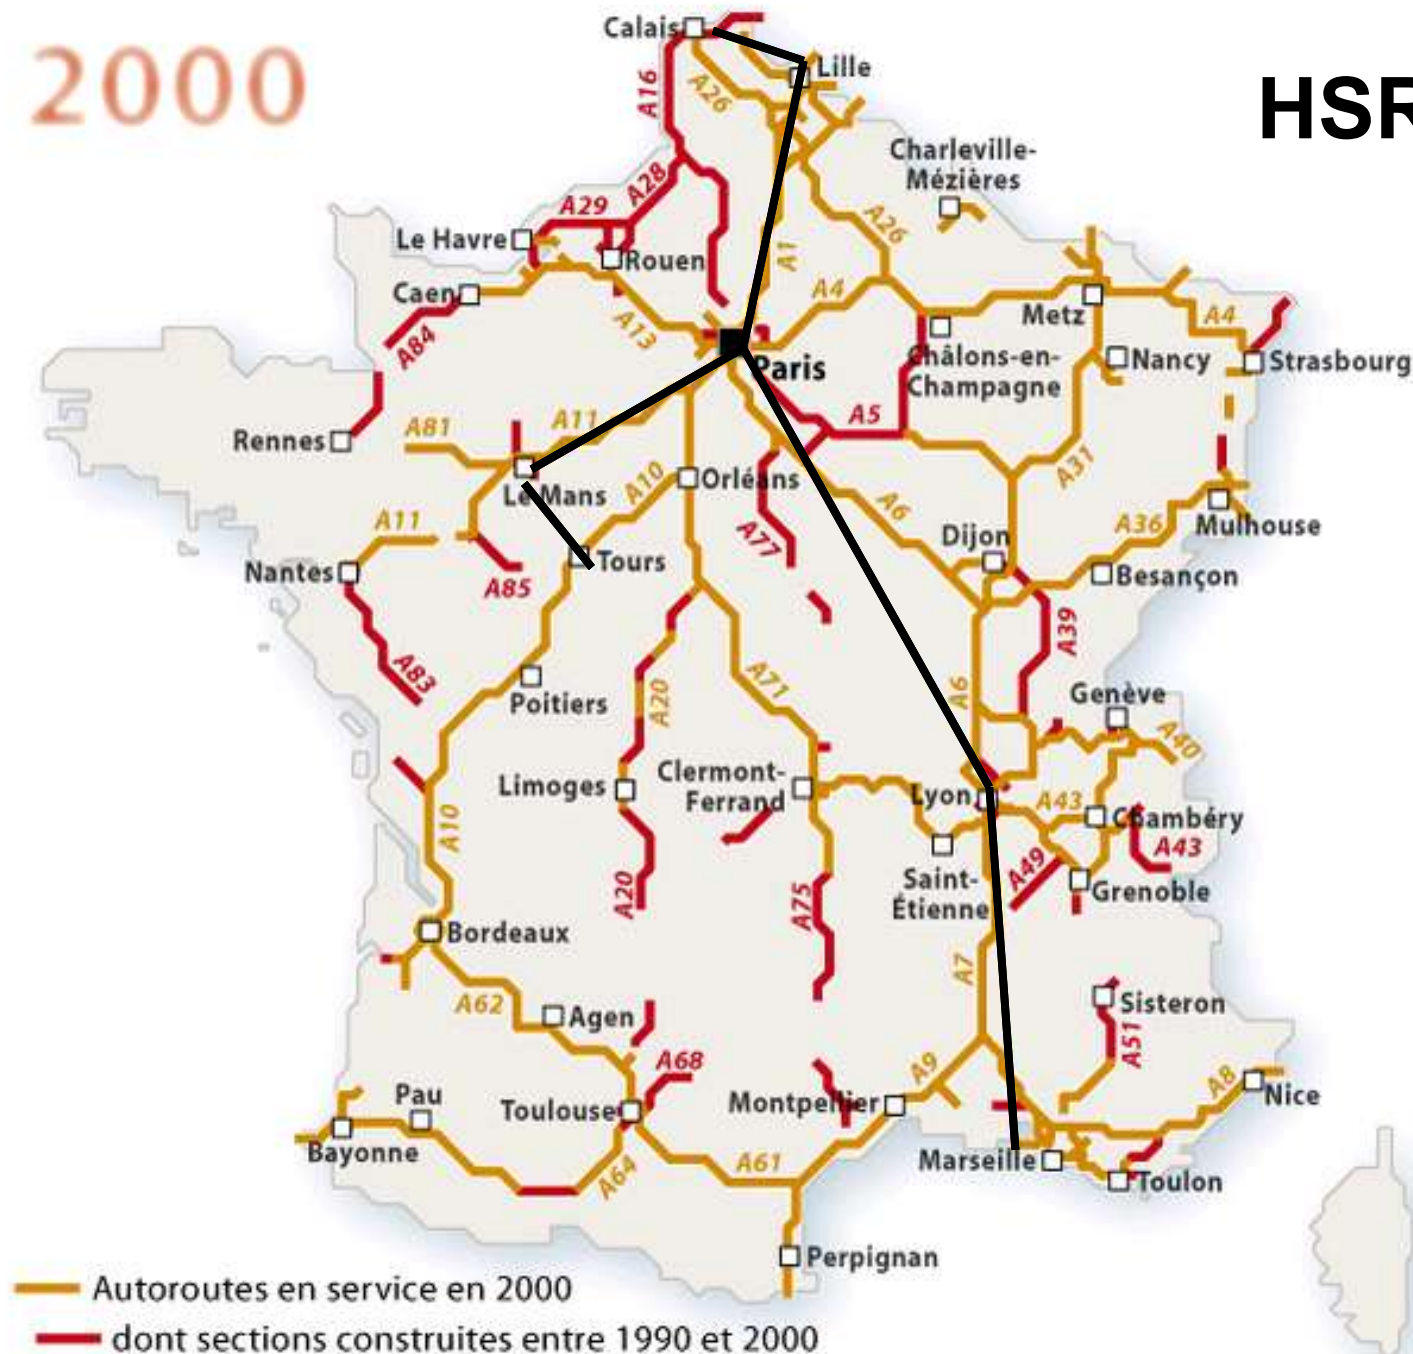 2000
HSR
Calais
Lille
A16
A26
Charleville-
Mézières
A28
A29
A26
Le Havre
Rouen
A1
Caen
A4
Metz
A13
A84
Paris
Châlons-en-
Champagne
Nancy
A4
Strasbourg
A81
A11
A5
Rennes
A31
Le Mans
A10
Orléans
A6
A36
Mulhouse
A11
A77
Dijon
Nantes
Tours
A85
Besançon
A39
A83
A71
A6
Genève
Poitiers
A20
A40
Limoges
Clermont-
Ferrand
Lyon
A43
Chambéry
A10
A43
A20
A75
Saint-
Étienne
A49
Grenoble
Bordeaux
A7
A62
Agen
Sisteron
A51
A68
A9
A8
Nice
Pau
Toulouse
Montpellier
Bayonne
A64
A61
Marseille
Toulon
Perpignan
Autoroutes en service en 2000
dont sections construites entre 1990 et 2000